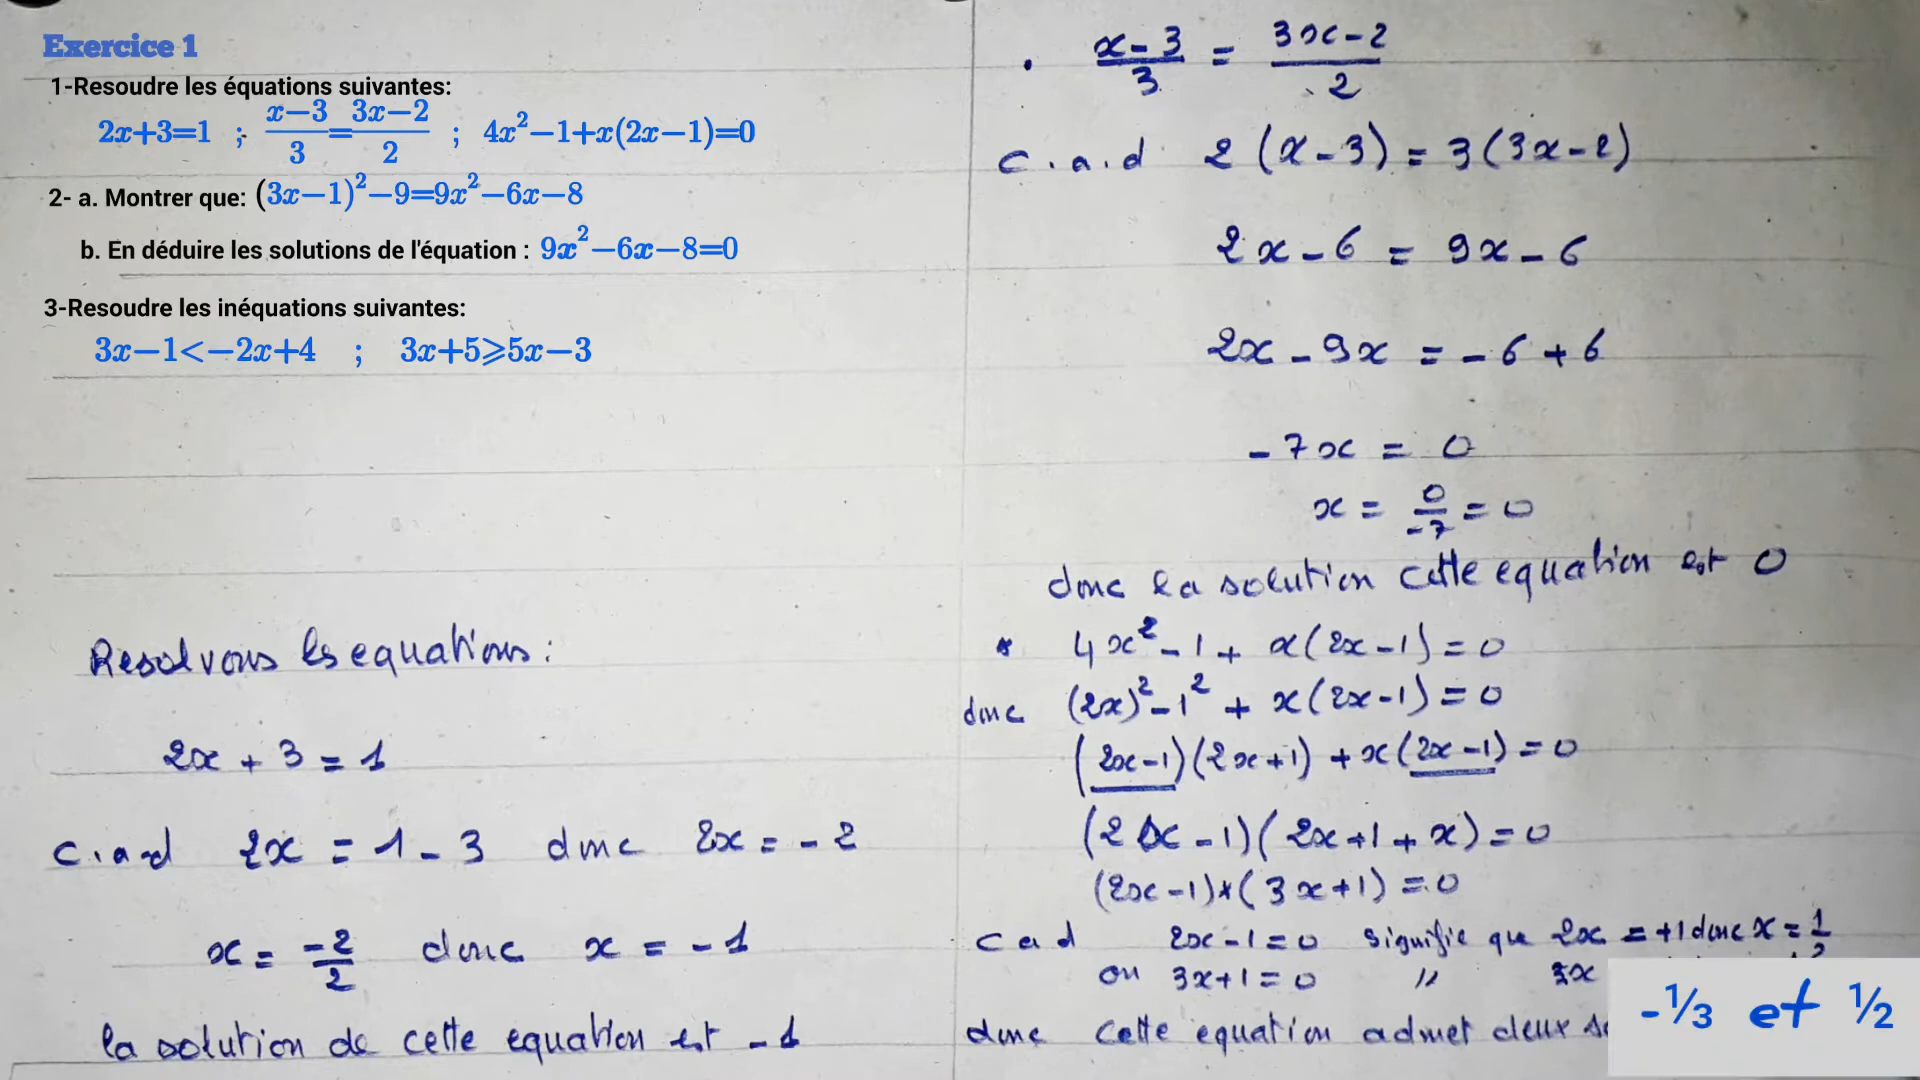 Exercice 1
1-Resoudre les équations suivantes:
2x+3=1 ; x−3/3=3x−2/2 ; 4x²−1+x(2x−1)=0
2- a. Montrer que: (3x−1)²−9=9x²−6x−8
b. En déduire les solutions de l'équation : 9x²−6x−8=0
3-Resoudre les inéquations suivantes:
3x−1<−2x+4 ; 3x+5⩾5x−3
Resolvons les equations :
2x + 3 = 1
c.a.d 2x = 1 - 3 donc 2x = - 2
x = -2/2 donc x = - 1
la solution de cette equation est - 1
. x - 3/3 = 3x - 2/2
c.a.d 2 (x - 3) = 3 (3x - 2)
2x - 6 = 9x - 6
2x - 9x = - 6 + 6
- 7x = 0
x = 0/-7 = 0
donc la solution cette equation est 0
* 4x² - 1 + x(2x - 1) = 0
donc (2x)² - 1² + x(2x - 1) = 0
(2x - 1)(2x + 1) + x(2x - 1) = 0
(2x - 1)(2x + 1 + x) = 0
(2x - 1)*(3x + 1) = 0
c a d 2x - 1 = 0 signifie que 2x = +1 donc x = 1/2
ou 3x + 1 = 0 " 3x
donc cette equation admet deux
-⅓ et ½